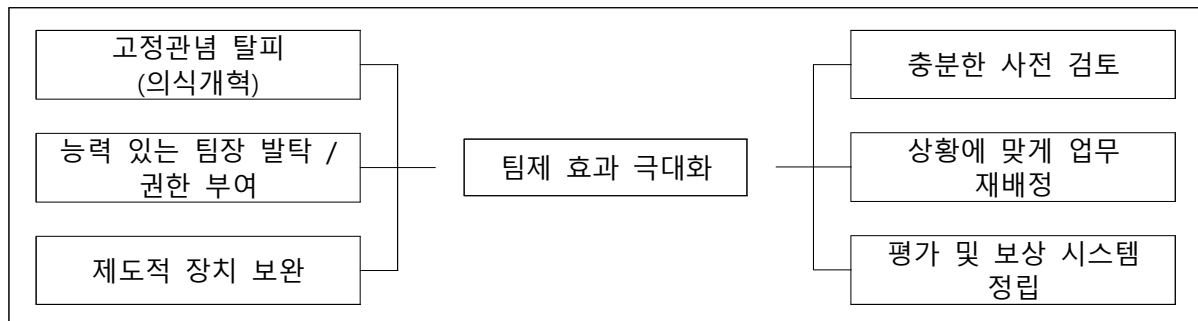 고정관념 탈피
(의식개혁)
능력 있는 팀장 발탁 /
권한 부여
제도적 장치 보완
팀제 효과 극대화
충분한 사전 검토
상황에 맞게 업무
재배정
평가 및 보상 시스템
정립